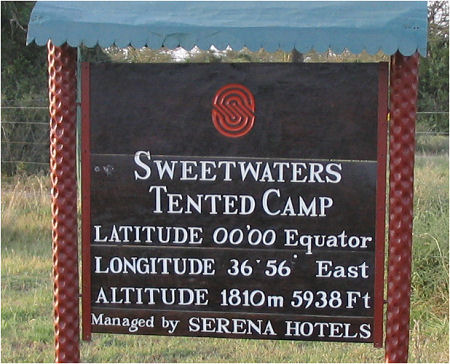 SWEETWATERS
TENTED CAMP
LATITUDE 00'00 Equator
LONGITUDE 36° 56' East
ALTITUDE 1810m 5938 Ft
Managed by SERENA HOTELS